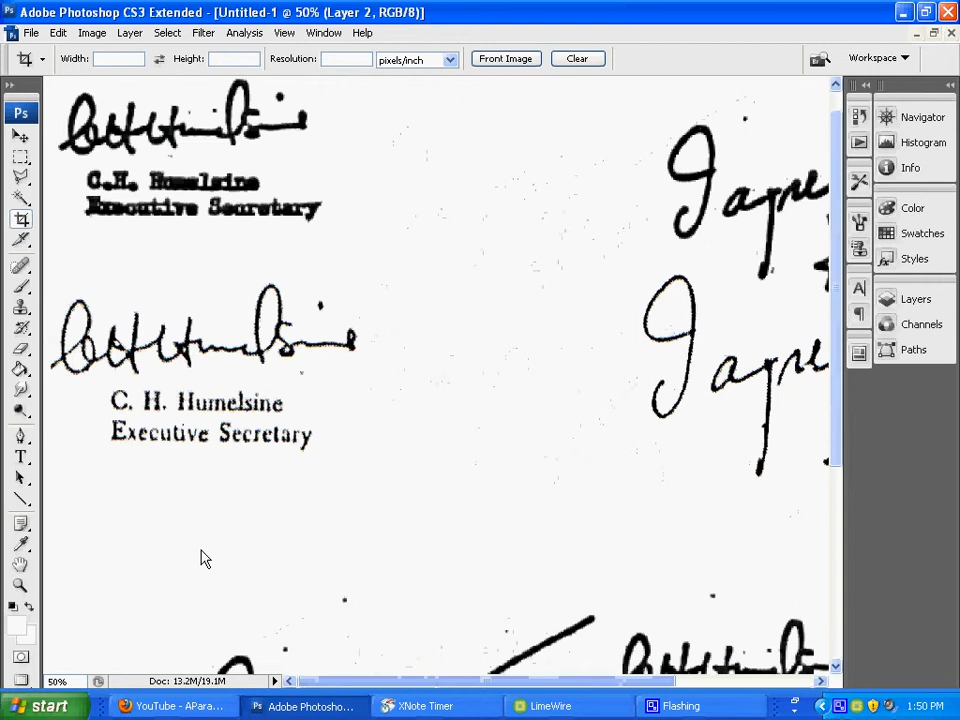 Adobe Photoshop CS3 Extended - [Untitled-1 @ 50% (Layer 2, RGB/8)]
File Edit Image Layer Select Filter Analysis View Window Help
Width: Height: Resolution: pixels/inch Front Image Clear Workspace
Ps
Navigator
Histogram
Info
Color
Swatches
Styles
Layers
Channels
Paths
CHHumelsine
C.H. Humelsine
Executive Secretary
CHHumelsine
C. H. Humelsine
Executive Secretary
50% Doc: 13.2M/19.1M
start YouTube - APara... Adobe Photosho... XNote Timer LimeWire Flashing 1:50 PM